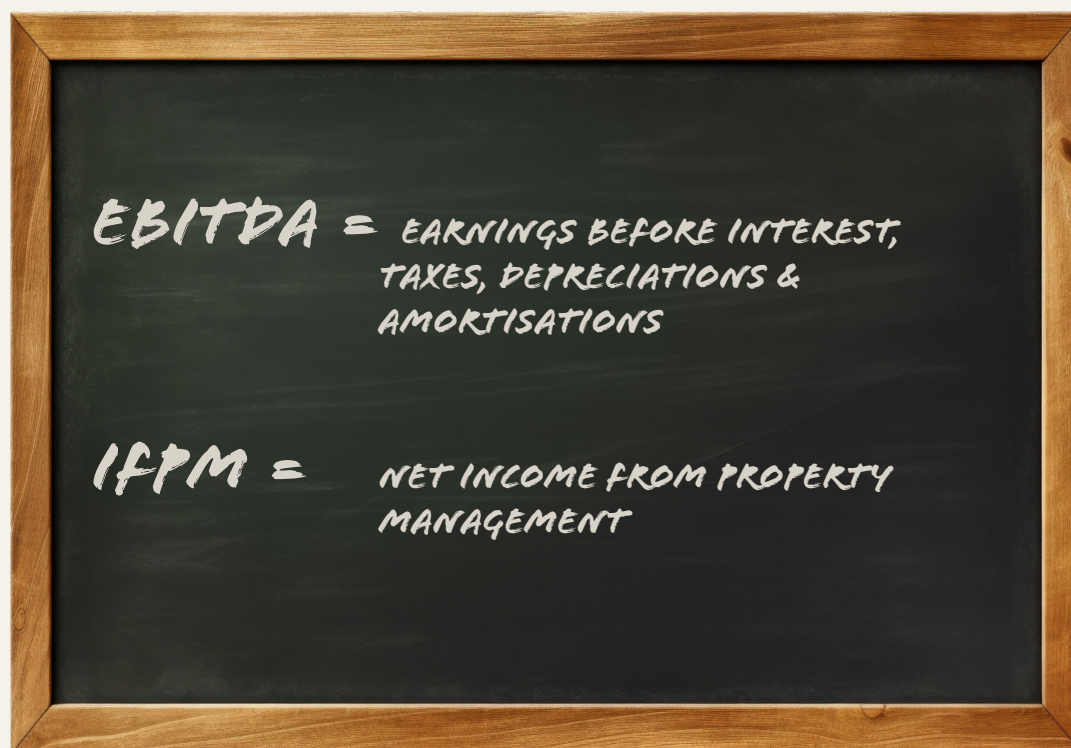 EBITDA = EARNINGS BEFORE INTEREST,
TAXES, DEPRECIATIONS &
AMORTISATIONS
IFPM = NET INCOME FROM PROPERTY
MANAGEMENT